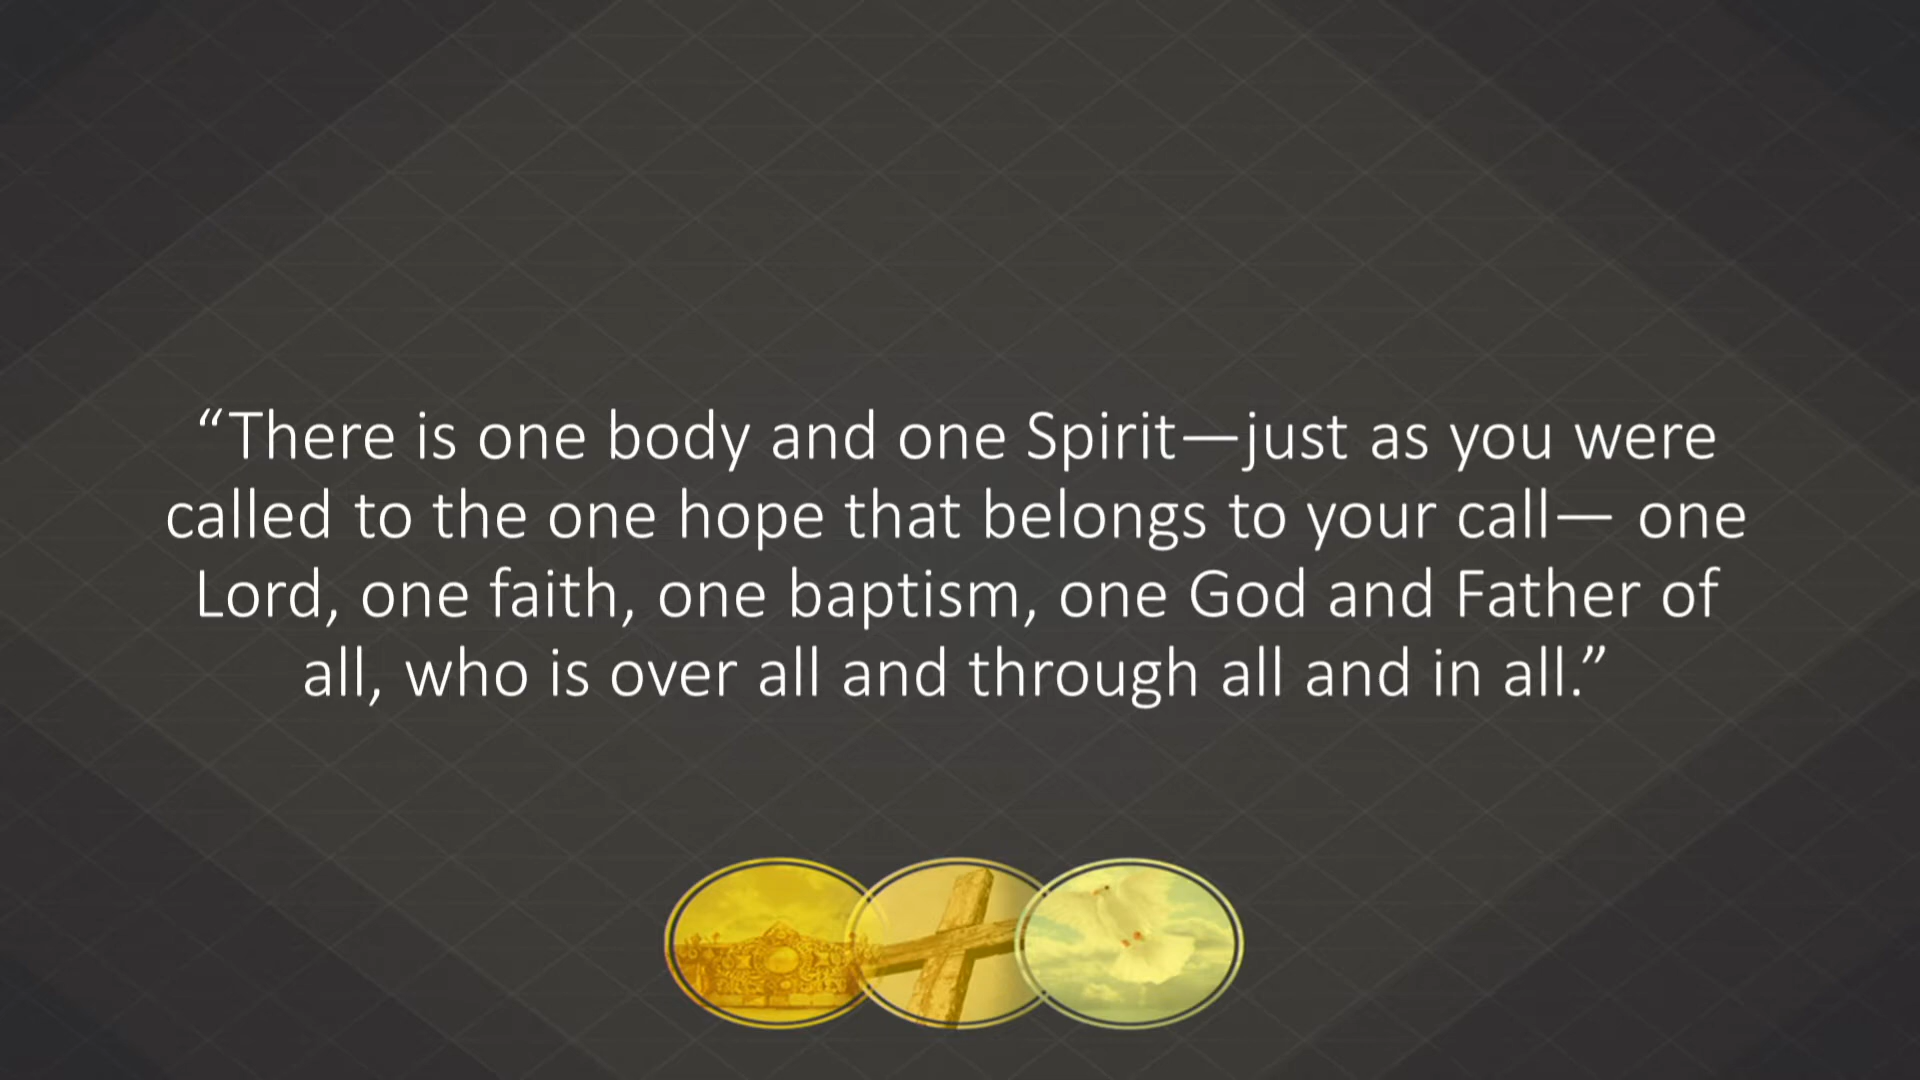 “There is one body and one Spirit—just as you were
called to the one hope that belongs to your call— one
Lord, one faith, one baptism, one God and Father of
all, who is over all and through all and in all.”